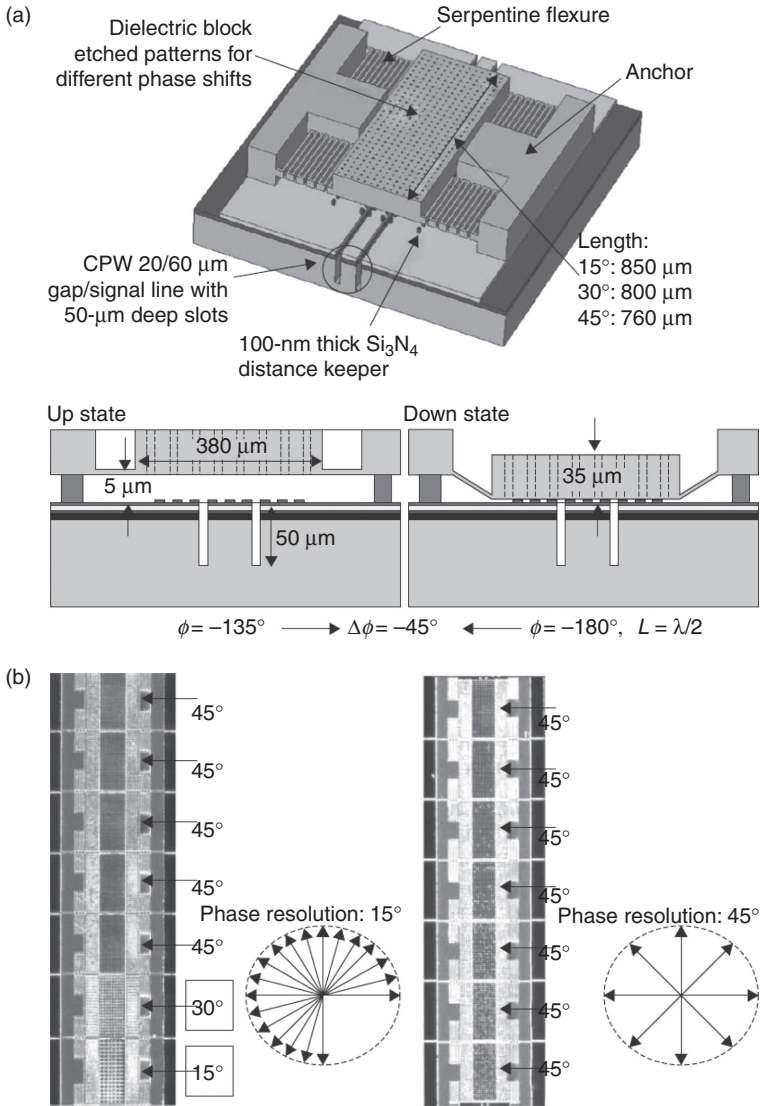 (a)
Dielectric block
etched patterns for
different phase shifts
Serpentine flexure
Anchor
CPW 20/60 μm
gap/signal line with
50-μm deep slots
100-nm thick Si₃N₄
distance keeper
Length:
15°: 850 μm
30°: 800 μm
45°: 760 μm
Up state
380 μm
5 μm
50 μm
Down state
35 μm
ϕ = –135° Δϕ = –45° ϕ = –180°, L = λ/2
(b)
45°
45°
45°
45°
45°
30°
15°
Phase resolution: 15°
45°
45°
45°
45°
45°
45°
45°
Phase resolution: 45°